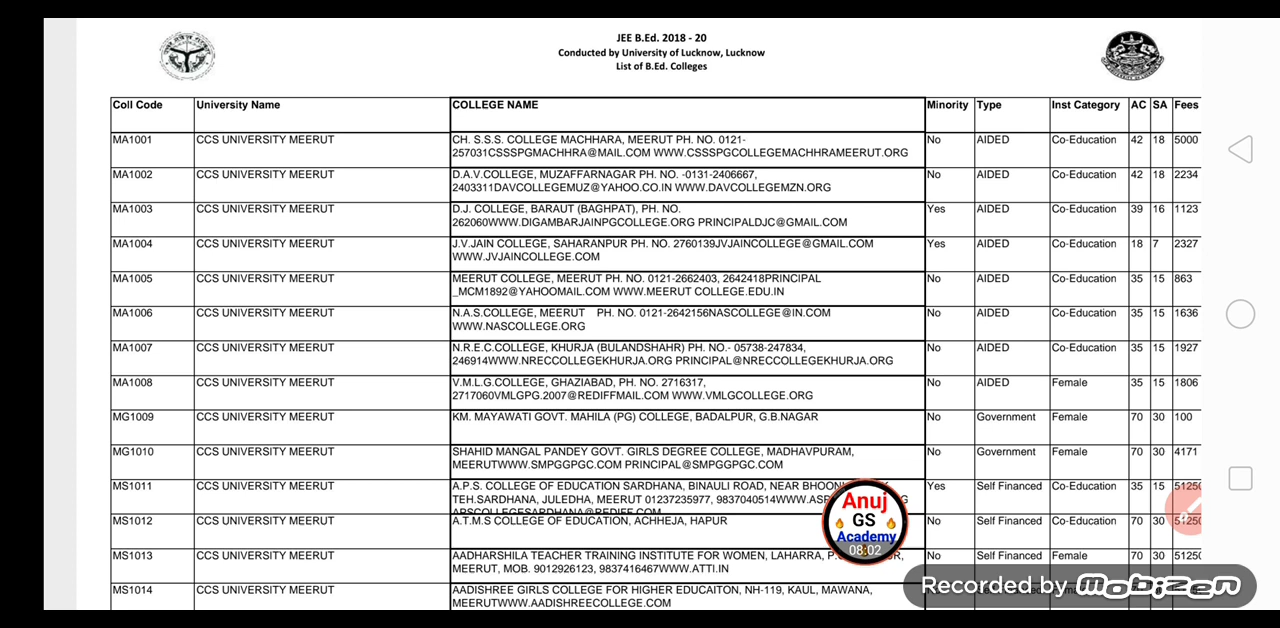 JEE B.Ed. 2018 - 20
Conducted by University of Lucknow, Lucknow
List of B.Ed. Colleges
Coll Code University Name COLLEGE NAME Minority Type Inst Category AC SA Fees
MA1001 CCS UNIVERSITY MEERUT CH. S.S.S. COLLEGE MACHHARA, MEERUT PH. NO. 0121- No AIDED Co-Education 42 18 5000
257031CSSSPGMACHHRA@MAIL.COM WWW.CSSSPGCOLLEGEMACHHRAMEERUT.ORG
MA1002 CCS UNIVERSITY MEERUT D.A.V.COLLEGE, MUZAFFARNAGAR PH. NO. -0131-2406667, No AIDED Co-Education 42 18 2234
2403311DAVCOLLEGEMUZ@YAHOO.CO.IN WWW.DAVCOLLEGEMZN.ORG
MA1003 CCS UNIVERSITY MEERUT D.J. COLLEGE, BARAUT (BAGHPAT), PH. NO. Yes AIDED Co-Education 39 16 1123
262060WWW.DIGAMBARJAINPGCOLLEGE.ORG PRINCIPALDJC@GMAIL.COM
MA1004 CCS UNIVERSITY MEERUT J.V.JAIN COLLEGE, SAHARANPUR PH. NO. 2760139JVJAINCOLLEGE@GMAIL.COM Yes AIDED Co-Education 18 7 2327
WWW.JVJAINCOLLEGE.COM
MA1005 CCS UNIVERSITY MEERUT MEERUT COLLEGE, MEERUT PH. NO. 0121-2662403, 2642418PRINCIPAL No AIDED Co-Education 35 15 863
_MCM1892@YAHOOMAIL.COM WWW.MEERUT COLLEGE.EDU.IN
MA1006 CCS UNIVERSITY MEERUT N.A.S.COLLEGE, MEERUT PH. NO. 0121-2642156NASCOLLEGE@IN.COM No AIDED Co-Education 35 15 1636
WWW.NASCOLLEGE.ORG
MA1007 CCS UNIVERSITY MEERUT N.R.E.C.COLLEGE, KHURJA (BULANDSHAHR) PH. NO.- 05738-247834, No AIDED Co-Education 35 15 1927
246914WWW.NRECCOLLEGEKHURJA.ORG PRINCIPAL@NRECCOLLEGEKHURJA.ORG
MA1008 CCS UNIVERSITY MEERUT V.M.L.G.COLLEGE, GHAZIABAD, PH. NO. 2716317, No AIDED Female 35 15 1806
2717060VMLGPG.2007@REDIFFMAIL.COM WWW.VMLGCOLLEGE.ORG
MG1009 CCS UNIVERSITY MEERUT KM. MAYAWATI GOVT. MAHILA (PG) COLLEGE, BADALPUR, G.B.NAGAR No Government Female 70 30 100
MG1010 CCS UNIVERSITY MEERUT SHAHID MANGAL PANDEY GOVT. GIRLS DEGREE COLLEGE, MADHAVPURAM, No Government Female 70 30 4171
MEERUTWWW.SMPGGPGC.COM PRINCIPAL@SMPGGPGC.COM
MS1011 CCS UNIVERSITY MEERUT A.P.S. COLLEGE OF EDUCATION SARDHANA, BINAULI ROAD, NEAR Yes Self Financed Co-Education 35 15 5125
TEH.SARDHANA, JULEDHA, MEERUT 01237235977, 9837040514WWW.
APSCOLLEGESARDHANA@REDIFF.COM
MS1012 CCS UNIVERSITY MEERUT A.T.M.S COLLEGE OF EDUCATION, ACHHEJA, HAPUR No Self Financed Co-Education 70 30 5125
Anuj
GS
Academy
08:02
MS1013 CCS UNIVERSITY MEERUT AADHARSHILA TEACHER TRAINING INSTITUTE FOR WOMEN, LAHARRA, No Self Financed Female 70 30 5125
MEERUT, MOB. 9012926123, 9837416467WWW.ATTI.IN
MS1014 CCS UNIVERSITY MEERUT AADISHREE GIRLS COLLEGE FOR HIGHER EDUCAITON, NH-119, KAUL, MAWANA,
MEERUTWWW.AADISHREECOLLEGE.COM
Recorded by MOBIZEN